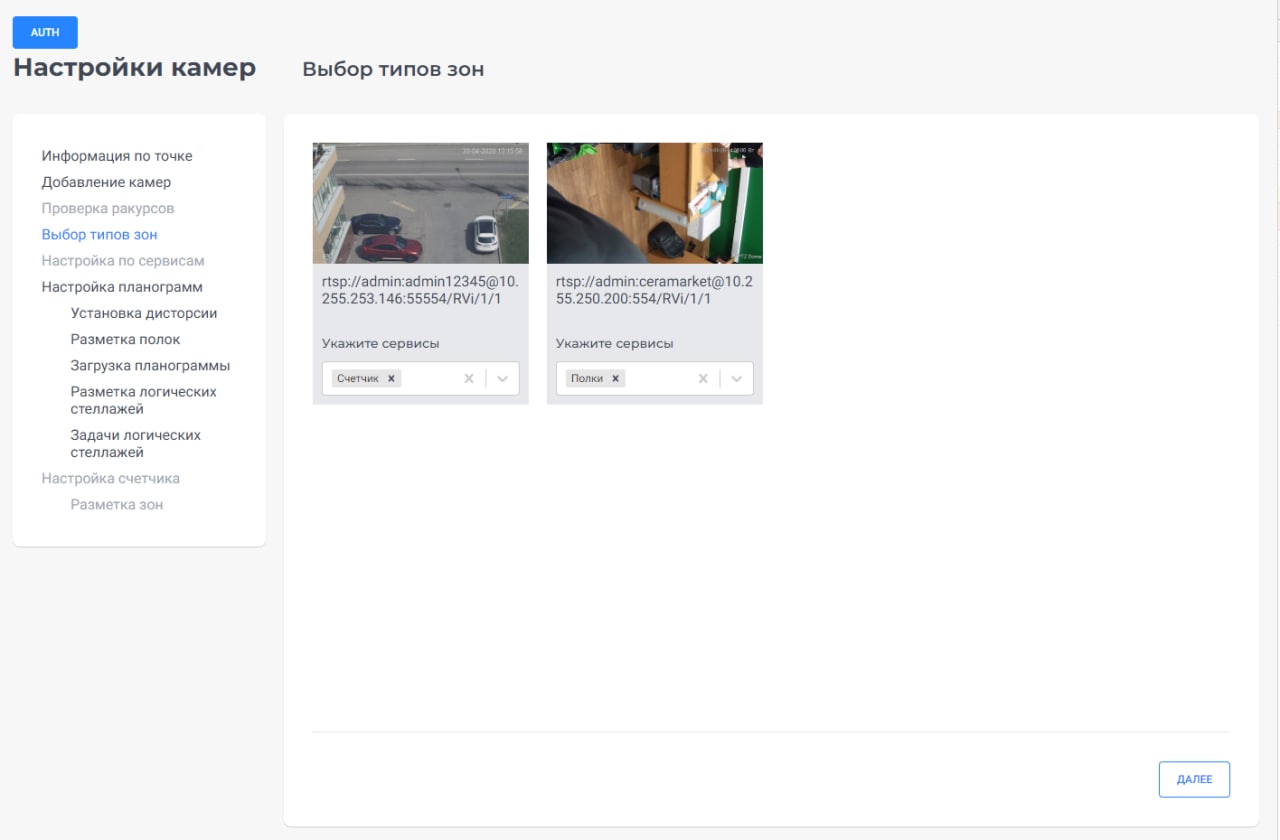 AUTH
Настройки камер
Выбор типов зон
Информация по точке
Добавление камер
Проверка ракурсов
Выбор типов зон
Настройка по сервисам
Настройка планограмм
Установка дисторсии
Разметка полок
Загрузка планограммы
Разметка логических
стеллажей
Задачи логических
стеллажей
Настройка счетчика
Разметка зон
rtsp://admin:admin12345@10.
255.253.146:55554/RVi/1/1
Укажите сервисы
Счетчик
rtsp://admin:ceramarket@10.2
55.250.200:554/RVi/1/1
Укажите сервисы
Полки
ДАЛЕЕ